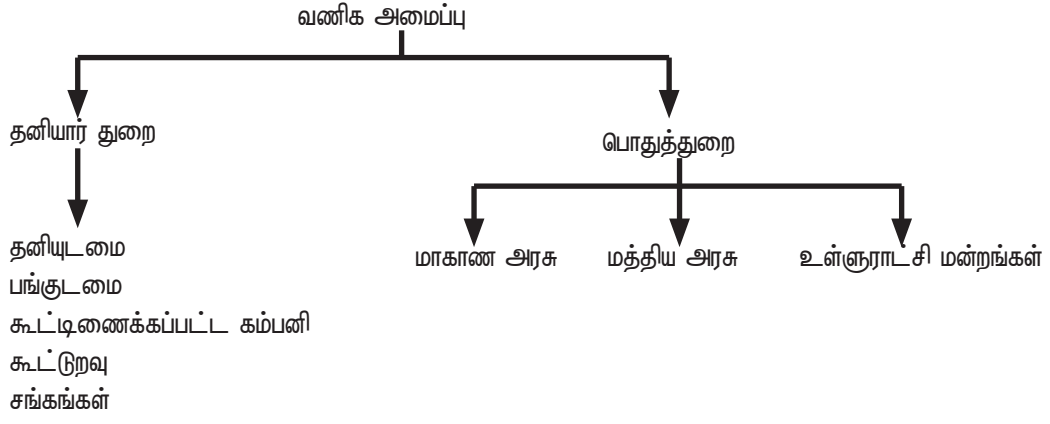 வணிக அமைப்பு
தனியார் துறை
பொதுத்துறை
தனியுடமை
பங்குடமை
கூட்டிணைக்கப்பட்ட கம்பனி
கூட்டுறவு
சங்கங்கள்
மாகாண அரசு
மத்திய அரசு
உள்ளுராட்சி மன்றங்கள்